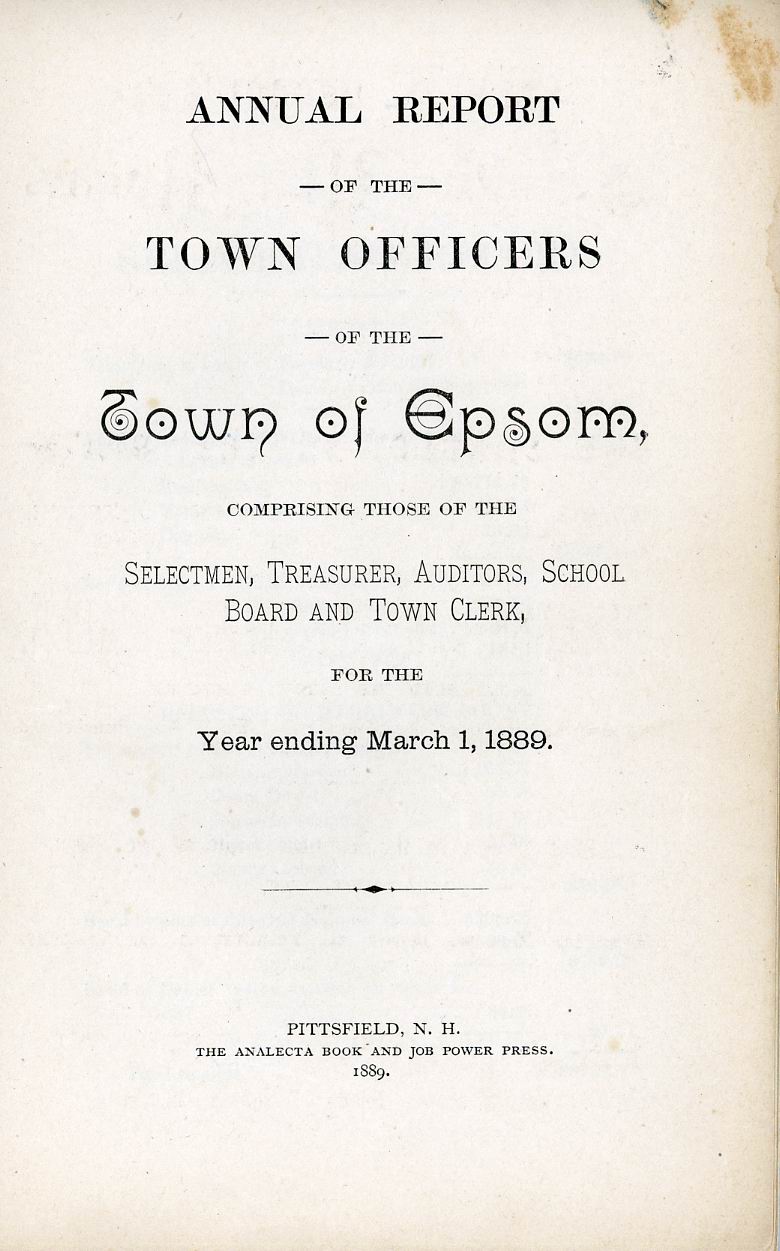 ANNUAL REPORT
— OF THE —
TOWN OFFICERS
— OF THE —
Town of Epsom,
COMPRISING THOSE OF THE
SELECTMEN, TREASURER, AUDITORS, SCHOOL
BOARD AND TOWN CLERK,
FOR THE
Year ending March 1, 1889.
PITTSFIELD, N. H.
THE ANALECTA BOOK AND JOB POWER PRESS.
1889.